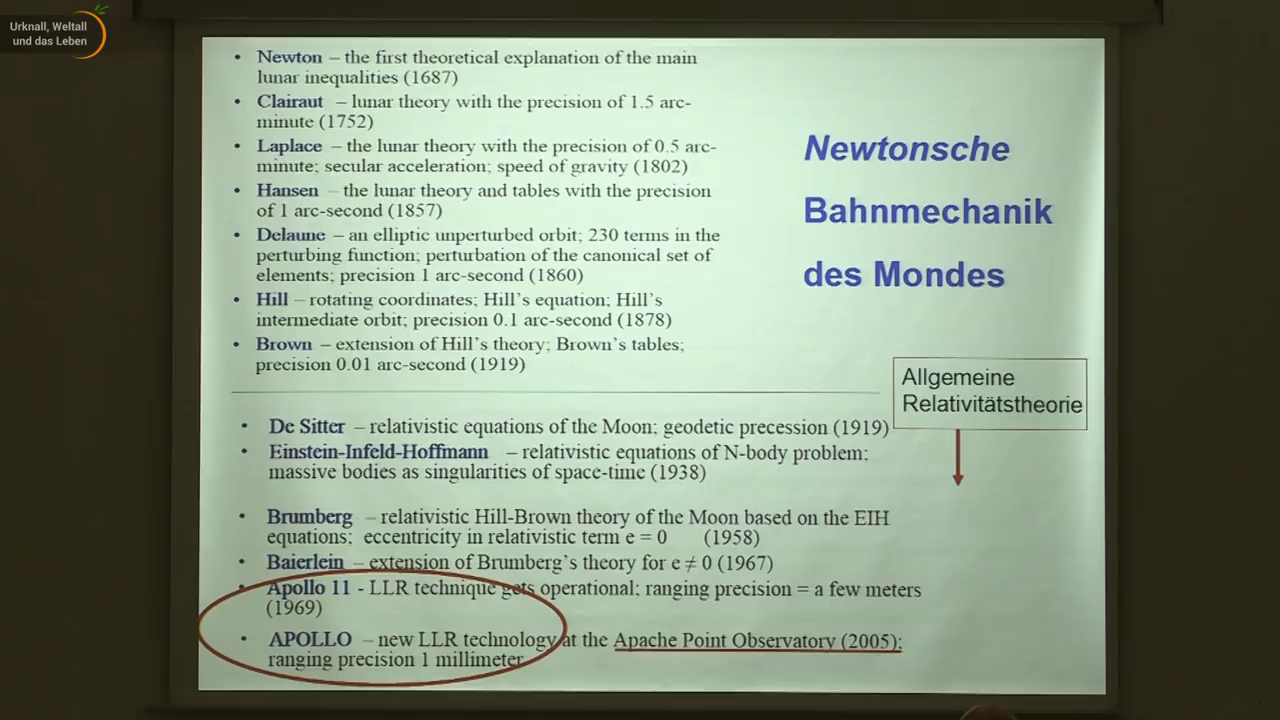 Urknall, Weltall
und das Leben
• Newton – the first theoretical explanation of the main
lunar inequalities (1687)
• Clairaut – lunar theory with the precision of 1.5 arc-
minute (1752)
• Laplace – the lunar theory with the precision of 0.5 arc-
minute; secular acceleration; speed of gravity (1802)
• Hansen – the lunar theory and tables with the precision
of 1 arc-second (1857)
• Delaune – an elliptic unperturbed orbit; 230 terms in the
perturbing function; perturbation of the canonical set of
elements; precision 1 arc-second (1860)
• Hill – rotating coordinates; Hill's equation; Hill's
intermediate orbit; precision 0.1 arc-second (1878)
• Brown – extension of Hill's theory; Brown's tables;
precision 0.01 arc-second (1919)
Newtonsche
Bahnmechanik
des Mondes
Allgemeine
Relativitätstheorie
• De Sitter – relativistic equations of the Moon; geodetic precession (1919)
• Einstein-Infeld-Hoffmann – relativistic equations of N-body problem;
massive bodies as singularities of space-time (1938)
• Brumberg – relativistic Hill-Brown theory of the Moon based on the EIH
equations; eccentricity in relativistic term e = 0 (1958)
• Baierlein – extension of Brumberg's theory for e ≠ 0 (1967)
• Apollo 11 - LLR technique gets operational; ranging precision = a few meters
(1969)
• APOLLO – new LLR technology at the Apache Point Observatory (2005);
ranging precision 1 millimeter